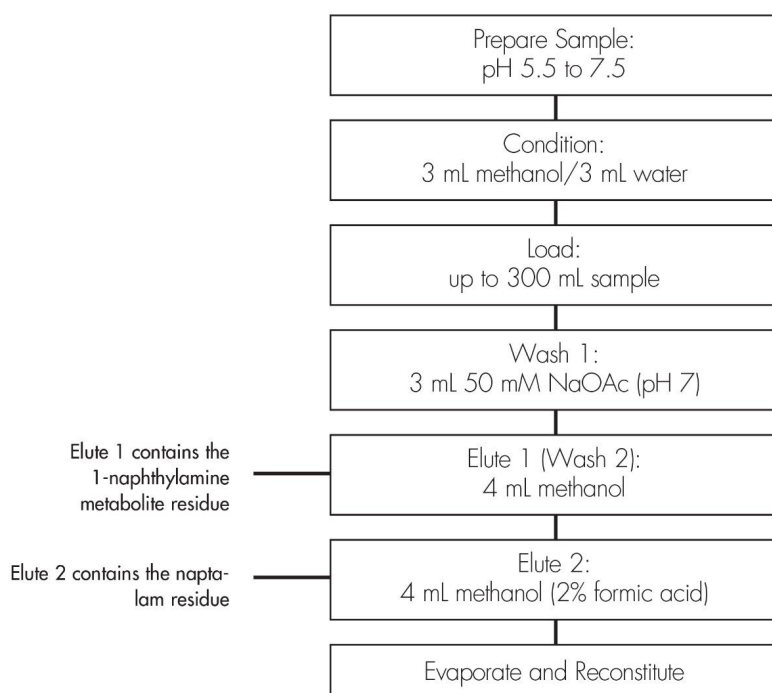 Prepare Sample:
pH 5.5 to 7.5
Condition:
3 mL methanol/3 mL water
Load:
up to 300 mL sample
Wash 1:
3 mL 50 mM NaOAc (pH 7)
Elute 1 contains the
1-naphthylamine
metabolite residue
Elute 1 (Wash 2):
4 mL methanol
Elute 2 contains the napta-
lam residue
Elute 2:
4 mL methanol (2% formic acid)
Evaporate and Reconstitute